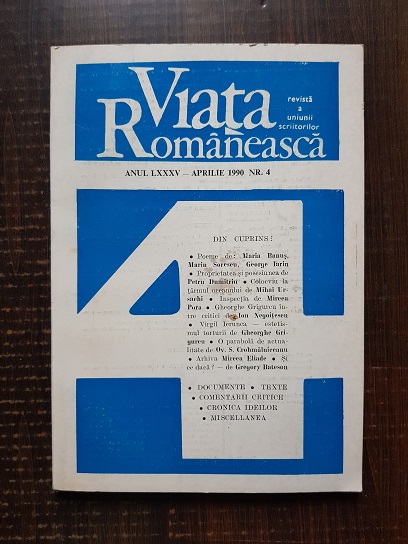 Viața
Românească
revistă
a
uniunii
scriitorilor
ANUL LXXXV — APRILIE 1990 NR. 4
4
DIN CUPRINS:
• Poeme de: Maria Banuș,
Maria Sorescu, George Iarin
• Proprietatea și posesiunea de
Petru Dumitriu • Colocviu la
țărmul oreponlui de Mihai Ur-
sachi • Inspecția de Mircea
Pora • Gheorghe Grigurcu în-
tre critici de Ion Negoițescu
• Virgil Ierunca — estetis-
mul torturii de Gheorghe Gri-
gurcu • O parabolă de actua-
litate de Ov. S. Crohmălniceanu
• Arhiva Mircea Eliade • Și
ce dacă? — de Gregory Bateson
• DOCUMENTE • TEXTE
• COMENTARII CRITICE
• CRONICA IDEILOR
• MISCELLANEA